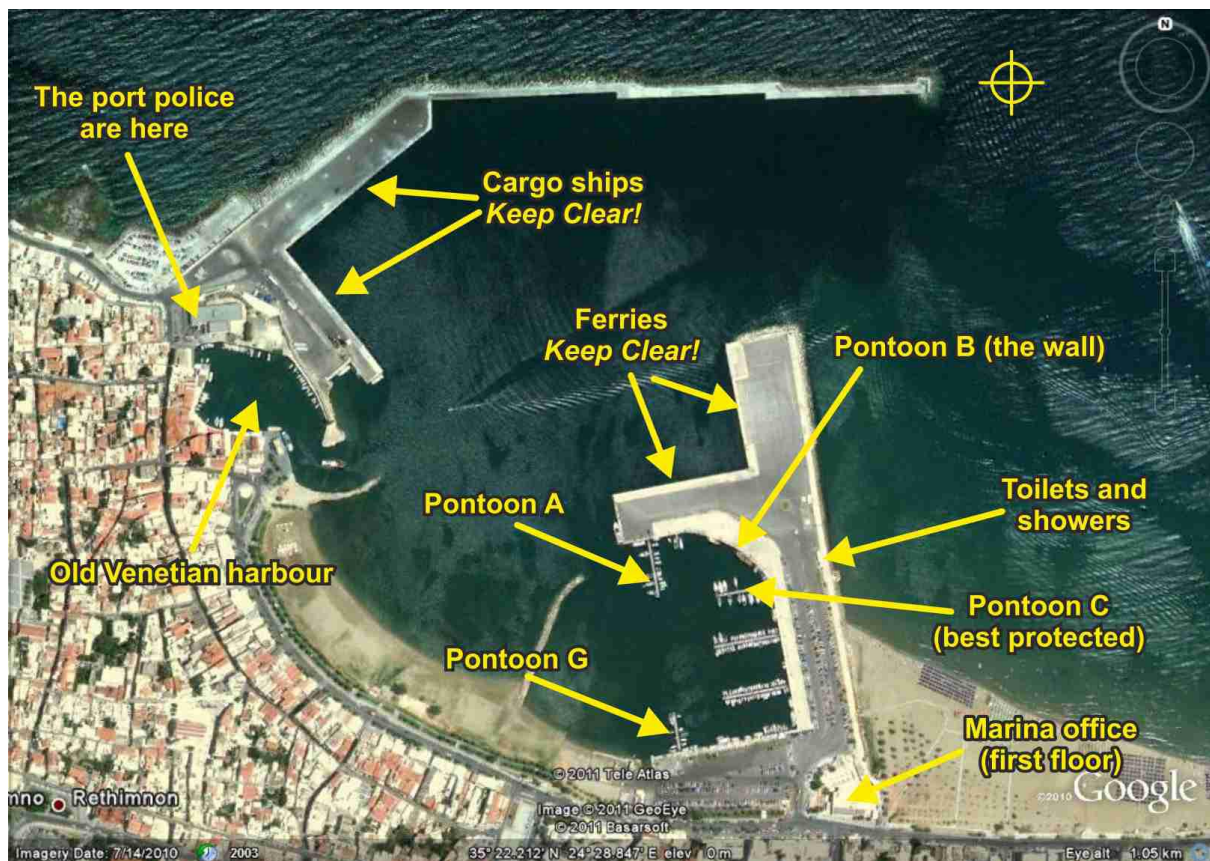 N
The port police
are here
Cargo ships
Keep Clear!
Ferries
Keep Clear!
Pontoon B (the wall)
Pontoon A
Toilets and
showers
Old Venetian harbour
Pontoon C
(best protected)
Pontoon G
Marina office
(first floor)
© 2011 Tele Atlas
©2010 Google
mno Rethimnon
Image © 2011 GeoEye
© 2011 Basarsoft
Imagery Date: 7/14/2010 2003 35° 22.212' N 24° 28.847' E elev 0 m Eye alt 1.05 km